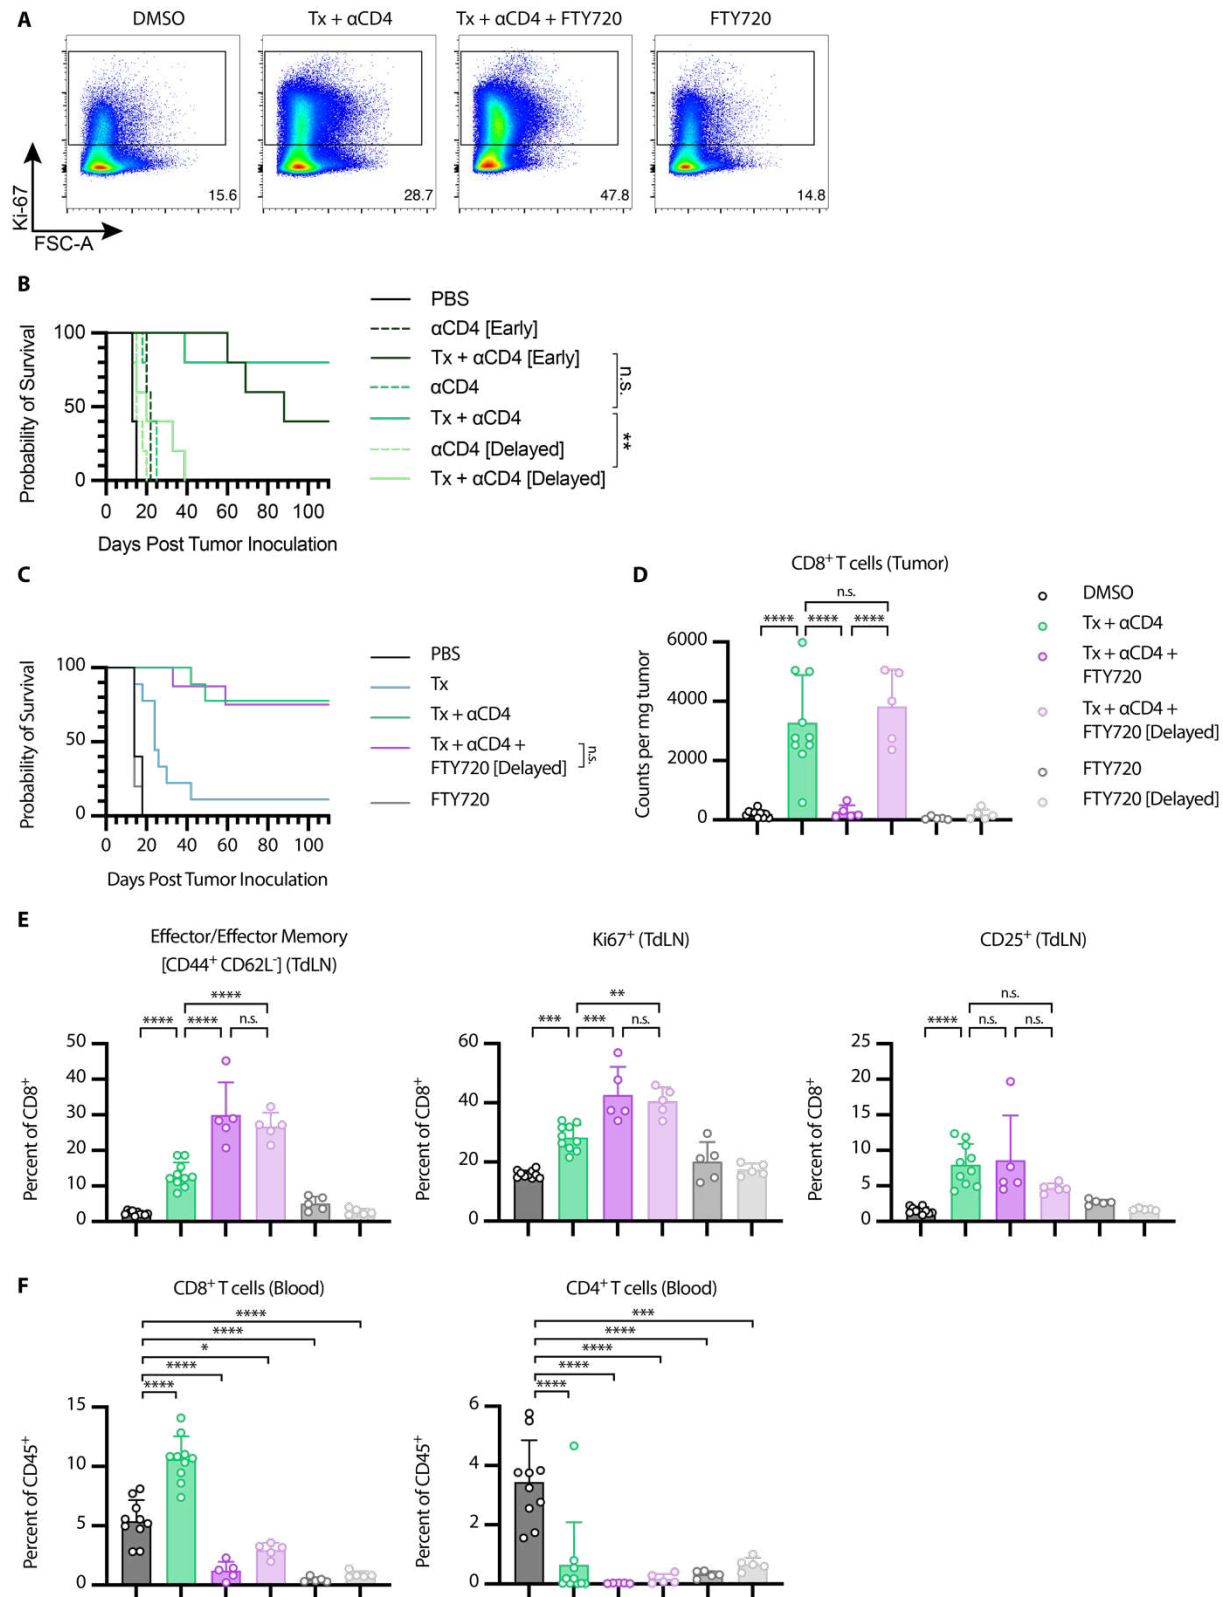 A
DMSO
Tx + αCD4
Tx + αCD4 + FTY720
FTY720
15.6
28.7
47.8
14.8
Ki-67
FSC-A
B
100
50
0
Probability of Survival
0 20 40 60 80 100
Days Post Tumor Inoculation
PBS
αCD4 [Early]
Tx + αCD4 [Early]
αCD4
Tx + αCD4
αCD4 [Delayed]
Tx + αCD4 [Delayed]
n.s.
**
C
100
50
0
Probability of Survival
0 20 40 60 80 100
Days Post Tumor Inoculation
PBS
Tx
Tx + αCD4
Tx + αCD4 +
FTY720 [Delayed]
FTY720
n.s.
D
CD8+ T cells (Tumor)
n.s.
**** **** ****
6000
4000
2000
0
Counts per mg tumor
DMSO
Tx + αCD4
Tx + αCD4 +
FTY720
Tx + αCD4 +
FTY720 [Delayed]
FTY720
FTY720 [Delayed]
E
Effector/Effector Memory
[CD44+ CD62L-] (TdLN)
****
**** **** n.s.
50
40
30
20
10
0
Percent of CD8+
Ki67+ (TdLN)
**
*** *** n.s.
60
40
20
0
Percent of CD8+
CD25+ (TdLN)
n.s.
**** n.s. n.s.
25
20
15
10
5
0
Percent of CD8+
F
CD8+ T cells (Blood)
****
****
*
****
****
15
10
5
0
Percent of CD45+
CD4+ T cells (Blood)
***
****
****
****
****
6
4
2
0
Percent of CD45+